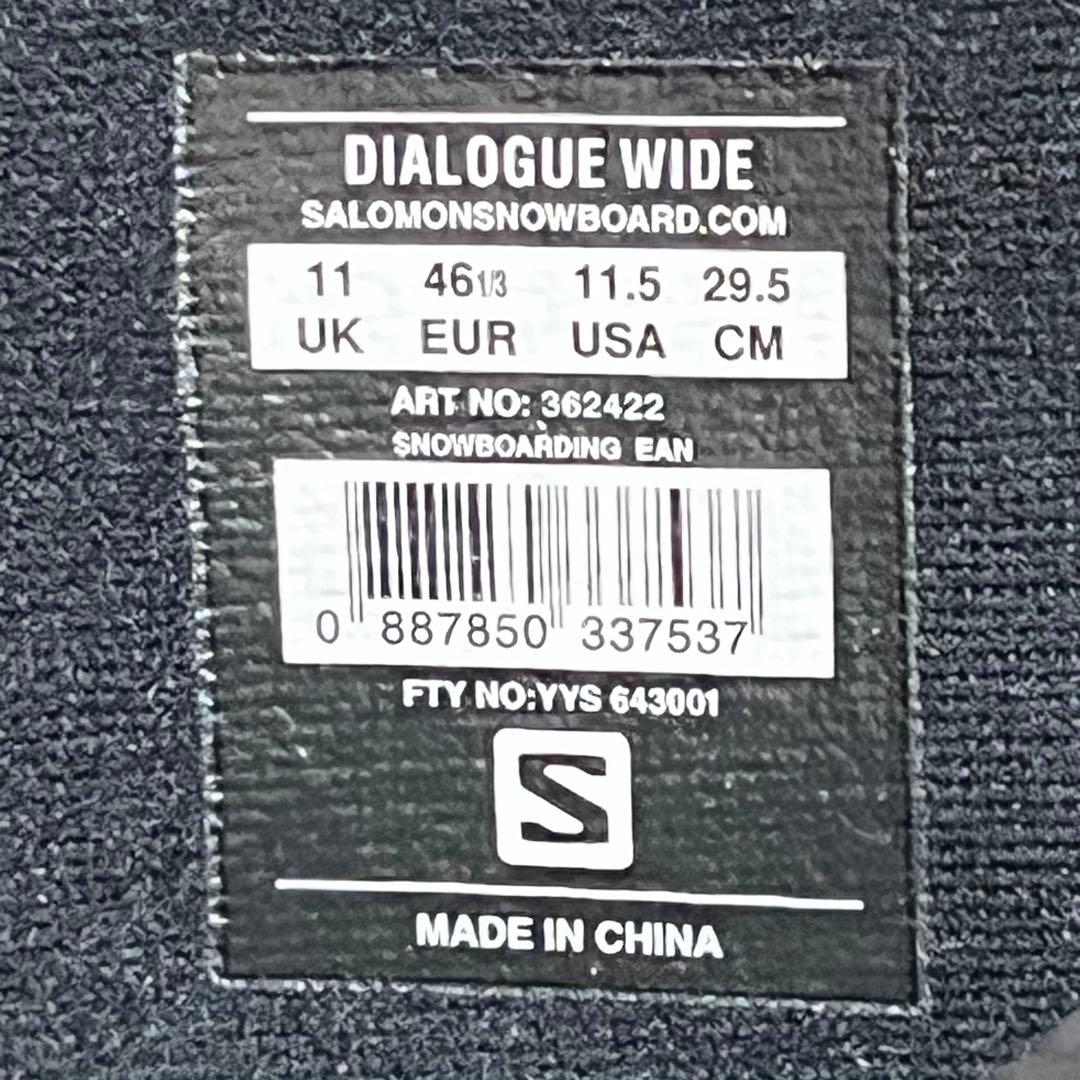 DIALOGUE WIDE
SALOMONSNOWBOARD.COM
11 46 1/3 11.5 29.5
UK EUR USA CM
ART NO: 362422
SNOWBOARDING EAN
0 887850 337537
FTY NO:YYS 643001
S
MADE IN CHINA